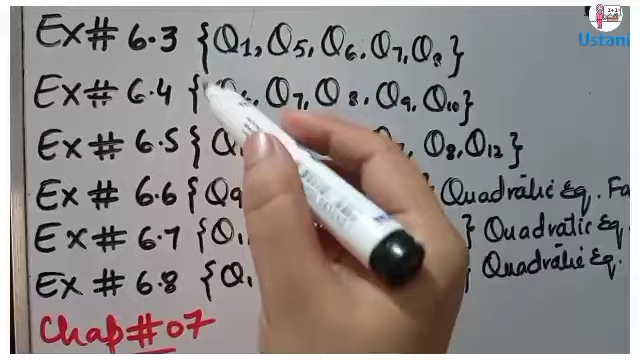 Ustani
Ex# 6.3 {Q1, Q5, Q6, Q7, Q8}
Ex# 6.4 { Q7, Q8, Q9, Q10}
Ex# 6.5 { Q8, Q12}
Ex# 6.6 {Q9 } Quadratic Eq. Fa
Ex# 6.7 {Q1, } Quadratic Eq.
Ex# 6.8 {Q, } Quadratic Eq.
Chap# 07